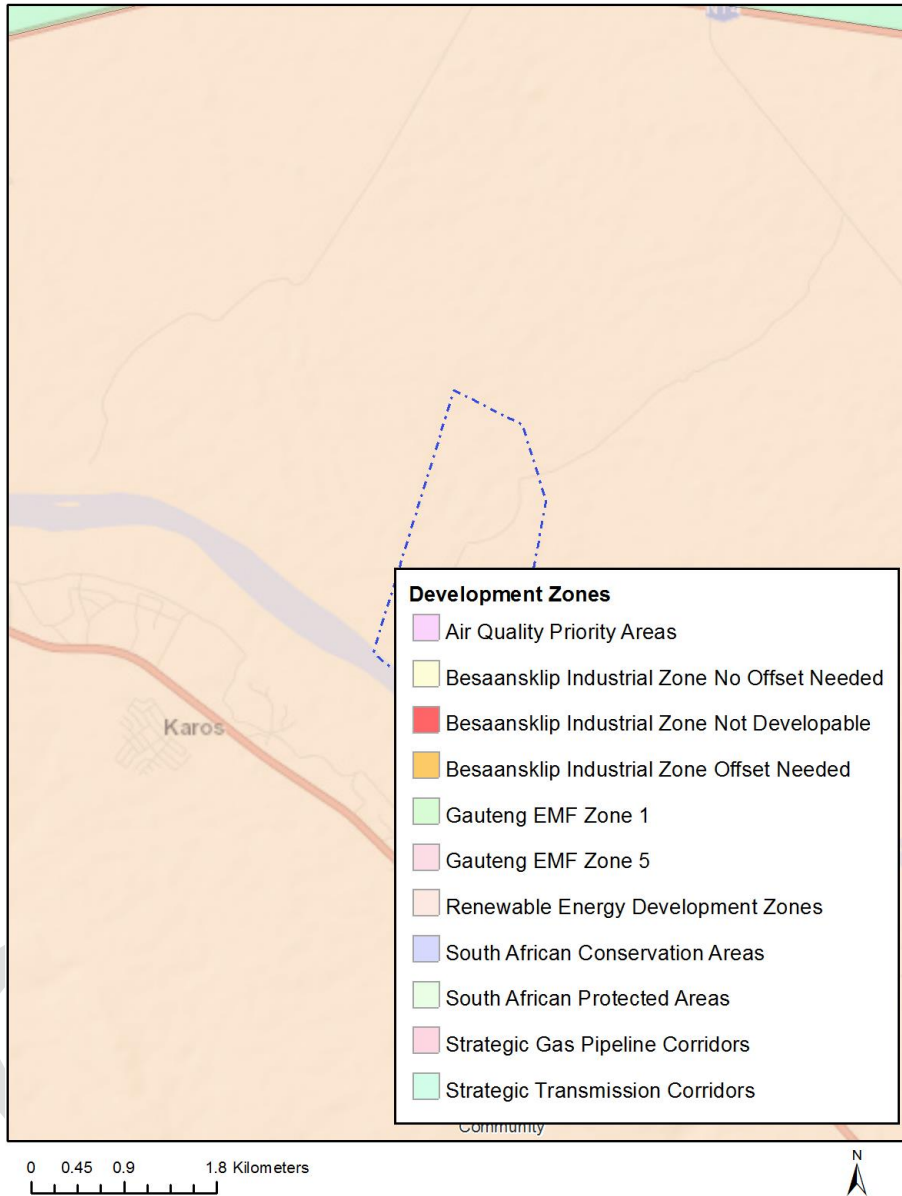 N14
Karos
Development Zones
Air Quality Priority Areas
Besaansklip Industrial Zone No Offset Needed
Besaansklip Industrial Zone Not Developable
Besaansklip Industrial Zone Offset Needed
Gauteng EMF Zone 1
Gauteng EMF Zone 5
Renewable Energy Development Zones
South African Conservation Areas
South African Protected Areas
Strategic Gas Pipeline Corridors
Strategic Transmission Corridors
Community
0 0.45 0.9 1.8 Kilometers
N